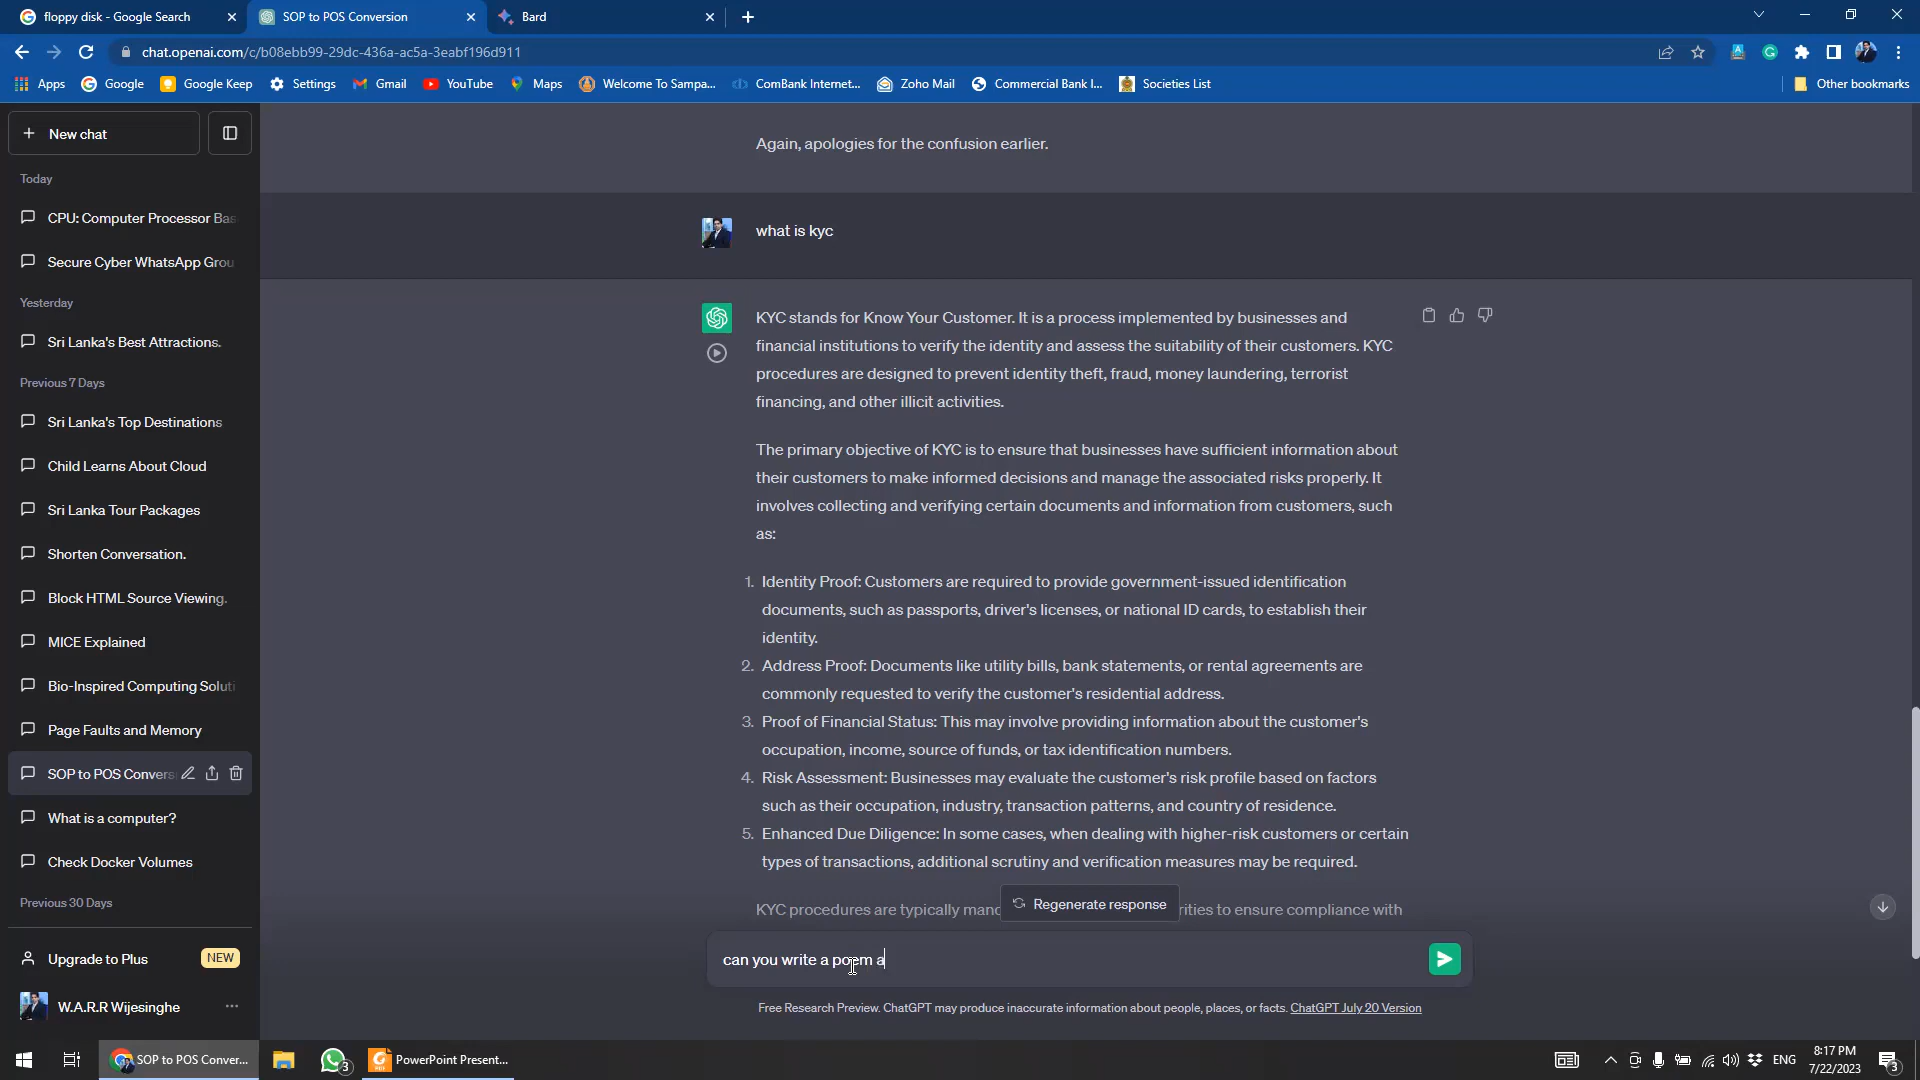 floppy disk - Google Search
SOP to POS Conversion
Bard
chat.openai.com/c/b08ebb99-29dc-436a-ac5a-3eabf196d911
Apps
Google
Google Keep
Settings
Gmail
YouTube
Maps
Welcome To Sampa...
ComBank Internet...
Zoho Mail
Commercial Bank I...
Societies List
Other bookmarks
New chat
Today
CPU: Computer Processor Bas
Secure Cyber WhatsApp Grou
Yesterday
Sri Lanka's Best Attractions.
Previous 7 Days
Sri Lanka's Top Destinations
Child Learns About Cloud
Sri Lanka Tour Packages
Shorten Conversation.
Block HTML Source Viewing.
MICE Explained
Bio-Inspired Computing Soluti
Page Faults and Memory
SOP to POS Convers
What is a computer?
Check Docker Volumes
Previous 30 Days
Upgrade to Plus
NEW
W.A.R.R Wijesinghe
Again, apologies for the confusion earlier.
what is kyc
KYC stands for Know Your Customer. It is a process implemented by businesses and
financial institutions to verify the identity and assess the suitability of their customers. KYC
procedures are designed to prevent identity theft, fraud, money laundering, terrorist
financing, and other illicit activities.
The primary objective of KYC is to ensure that businesses have sufficient information about
their customers to make informed decisions and manage the associated risks properly. It
involves collecting and verifying certain documents and information from customers, such
as:
1. Identity Proof: Customers are required to provide government-issued identification
documents, such as passports, driver's licenses, or national ID cards, to establish their
identity.
2. Address Proof: Documents like utility bills, bank statements, or rental agreements are
commonly requested to verify the customer's residential address.
3. Proof of Financial Status: This may involve providing information about the customer's
occupation, income, source of funds, or tax identification numbers.
4. Risk Assessment: Businesses may evaluate the customer's risk profile based on factors
such as their occupation, industry, transaction patterns, and country of residence.
5. Enhanced Due Diligence: In some cases, when dealing with higher-risk customers or certain
types of transactions, additional scrutiny and verification measures may be required.
KYC procedures are typically mand
rities to ensure compliance with
Regenerate response
can you write a poem a
Free Research Preview. ChatGPT may produce inaccurate information about people, places, or facts. ChatGPT July 20 Version
SOP to POS Conver...
3
PowerPoint Present...
ENG
8:17 PM
7/22/2023
3